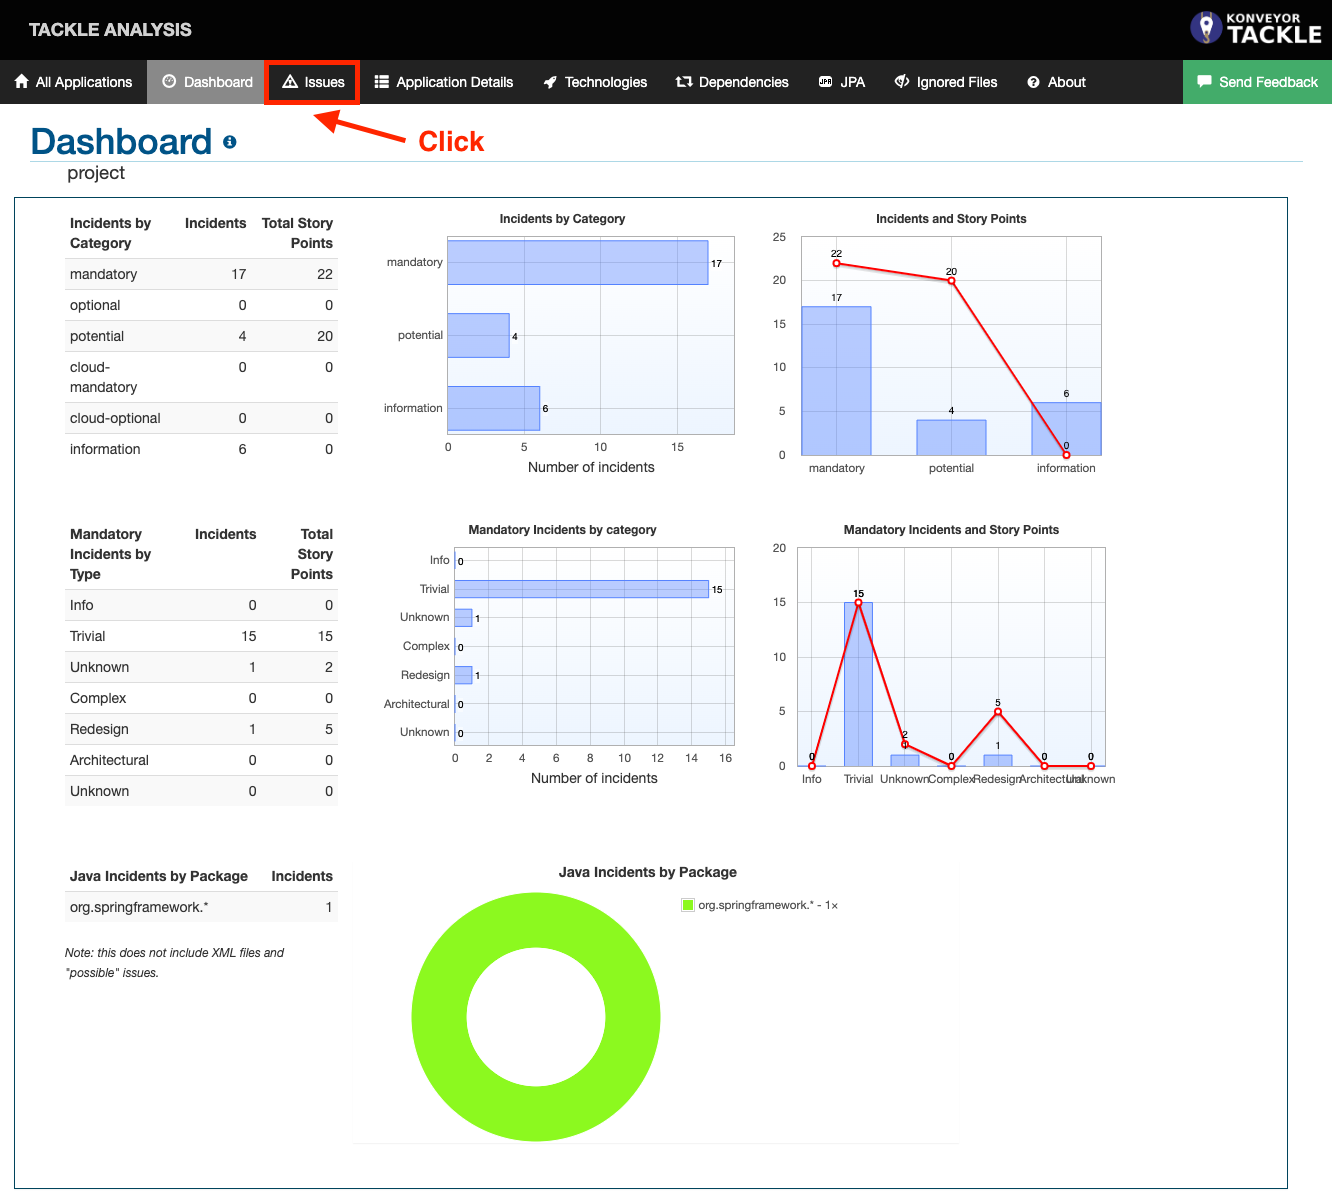 TACKLE ANALYSIS
KONVEYOR
TACKLE
All Applications
Dashboard
Issues
Application Details
Technologies
Dependencies
JPA
JPA
Ignored Files
About
Send Feedback
Dashboard
Click
project
Incidents by Category Incidents Total Story Points
mandatory 17 22
optional 0 0
potential 4 20
cloud-mandatory 0 0
cloud-optional 0 0
information 6 0
Incidents by Category
mandatory 17
potential 4
information 6
0 5 10 15
Number of incidents
Incidents and Story Points
25
20
15
10
5
0
22
20
17
4
6
0
mandatory potential information
Mandatory Incidents by Type Incidents Total Story Points
Info 0 0
Trivial 15 15
Unknown 1 2
Complex 0 0
Redesign 1 5
Architectural 0 0
Unknown 0 0
Mandatory Incidents by category
Info 0
Trivial 15
Unknown 1
Complex 0
Redesign 1
Architectural 0
Unknown 0
0 2 4 6 8 10 12 14 16
Number of incidents
Mandatory Incidents and Story Points
20
15
10
5
0
0
15
2
1
0
5
1
0
0
Info Trivial Unknown Complex Redesign Architectural Unknown
Java Incidents by Package Incidents
org.springframework.* 1
Note: this does not include XML files and
"possible" issues.
Java Incidents by Package
org.springframework.* - 1×